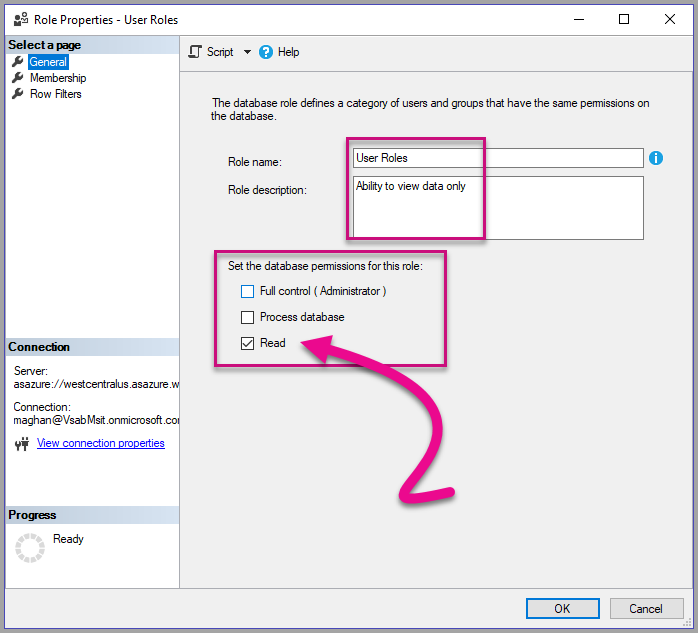 Role Properties - User Roles
Select a page
General
Membership
Row Filters
Script
Help
The database role defines a category of users and groups that have the same permissions on
the database.
Role name:
User Roles
Role description:
Ability to view data only
Set the database permissions for this role:
Full control ( Administrator )
Process database
Read
Connection
Server:
asazure://westcentralus.asazure.w
Connection:
maghan@VsabMsit.onmicrosoft.co
View connection properties
Progress
Ready
OK
Cancel